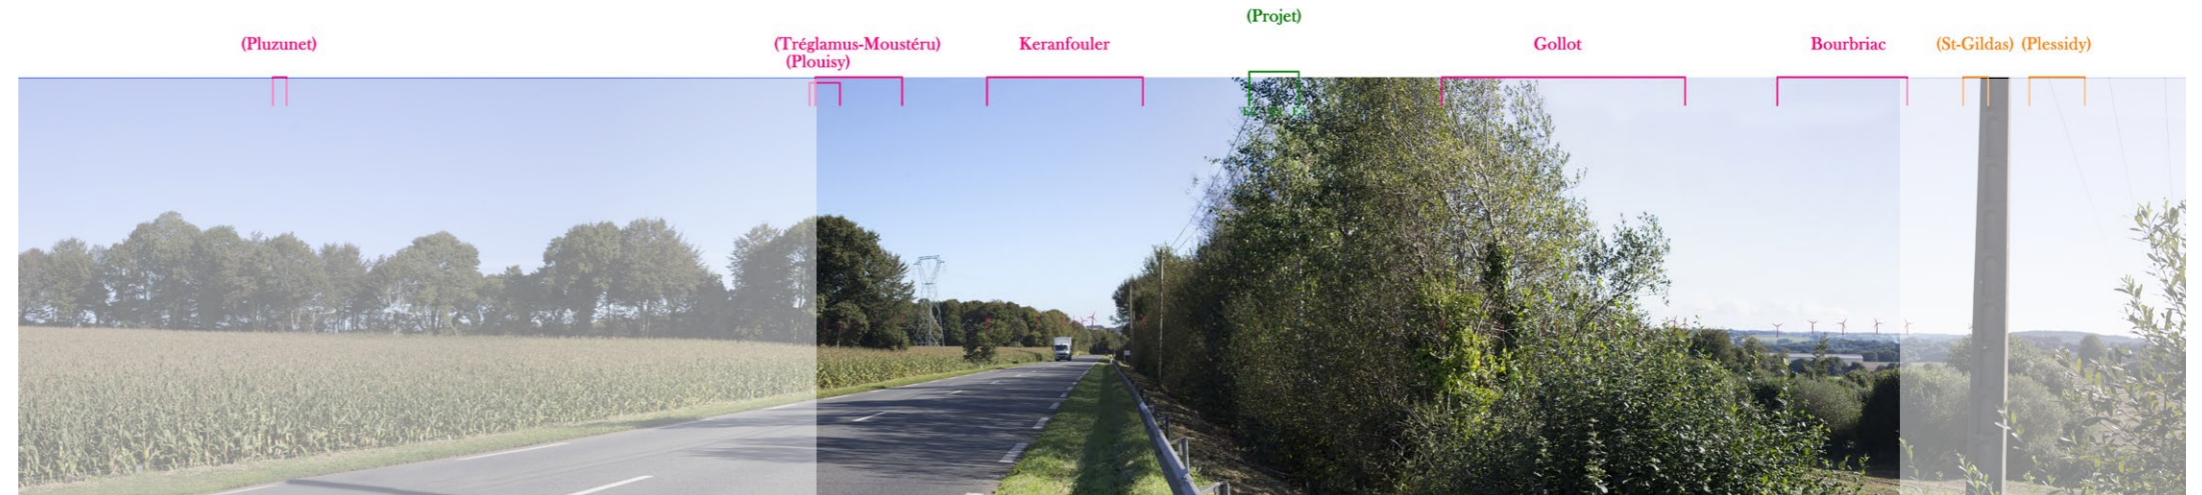 (Projet)
(Pluzunet)
(Tréglamus-Moustéru)
(Plouisy)
Keranfouler
Gollot
Bourbriac
(St-Gildas)
(Plessidy)